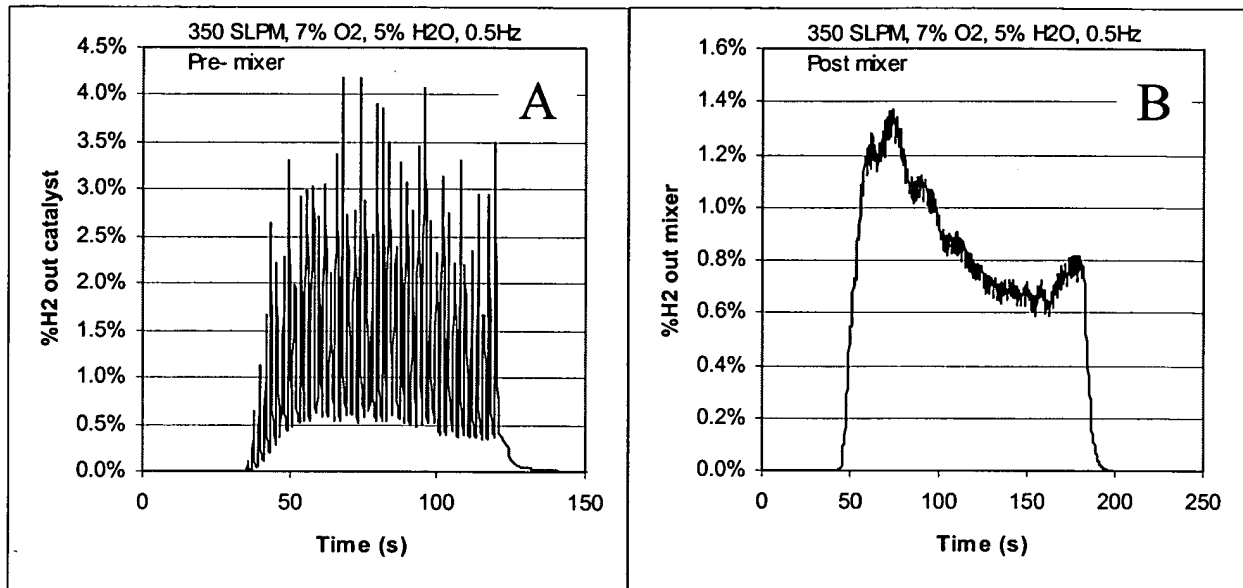 350 SLPM, 7% O2, 5% H2O, 0.5Hz
Pre- mixer
A
4.5%
4.0%
3.5%
3.0%
2.5%
2.0%
1.5%
1.0%
0.5%
0.0%
%H2 out catalyst
0 50 100 150
Time (s)
350 SLPM, 7% O2, 5% H2O, 0.5Hz
Post mixer
B
1.6%
1.4%
1.2%
1.0%
0.8%
0.6%
0.4%
0.2%
0.0%
%H2 out mixer
0 50 100 150 200 250
Time (s)